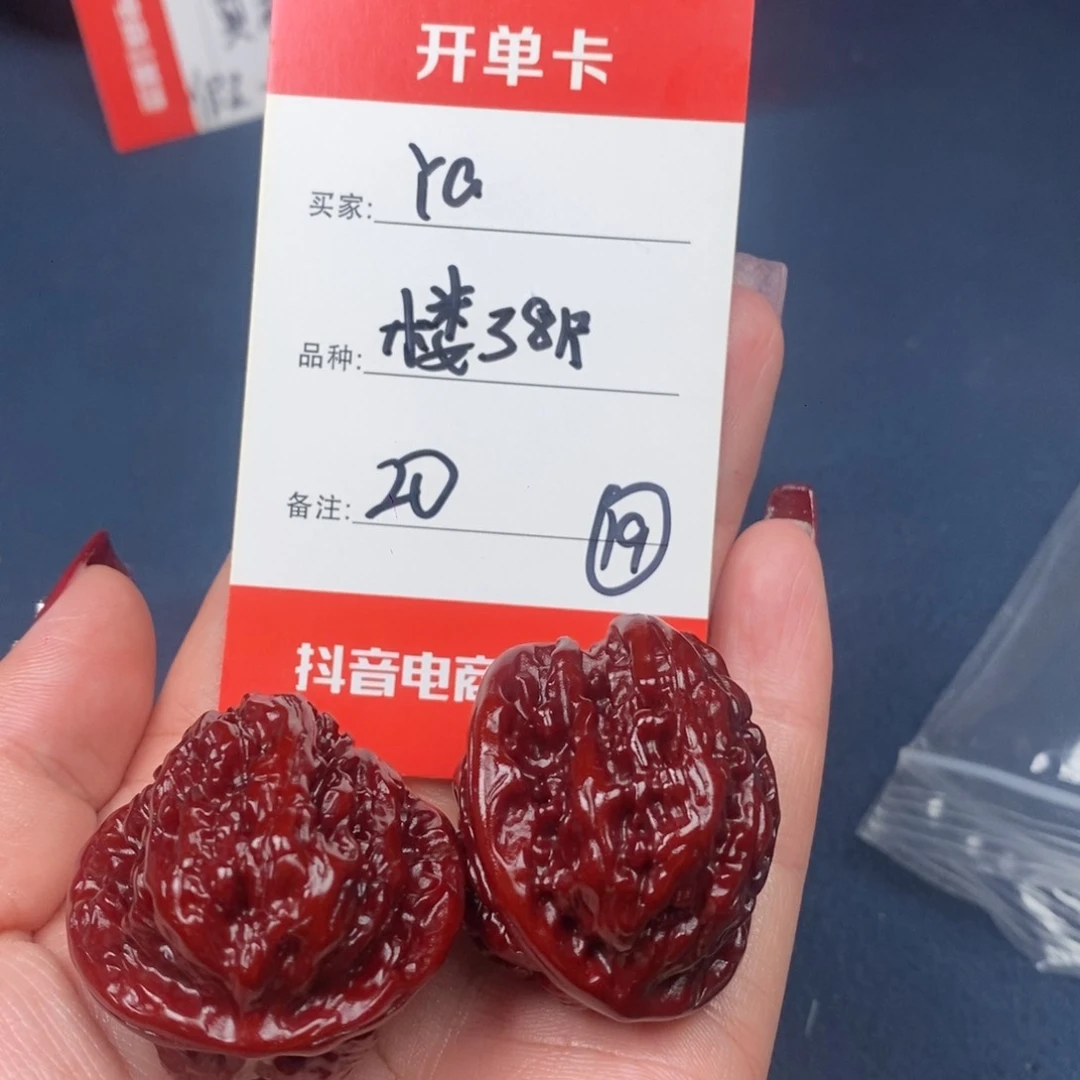 开单卡
买家: Ya
品种: 楼38片
备注: 20
19
抖音电商